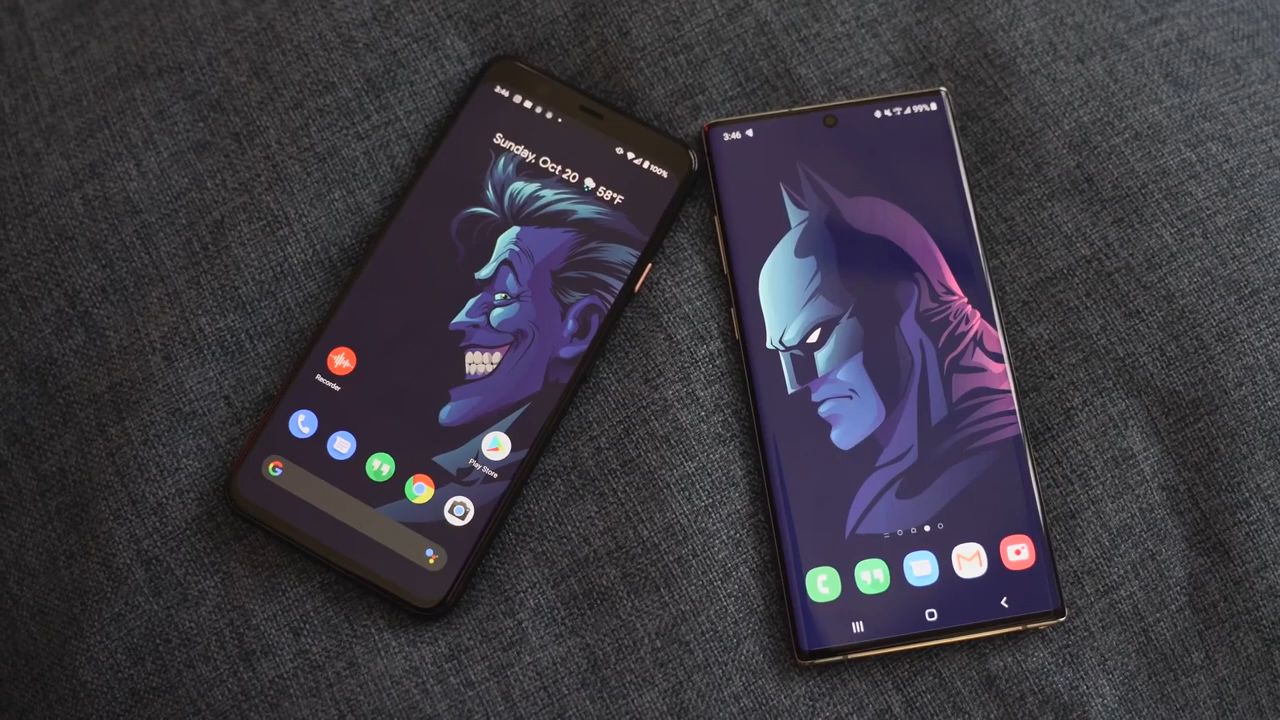 3:46
100%
Sunday, Oct 20 58°F
Recorder
Play Store
3:46
99%